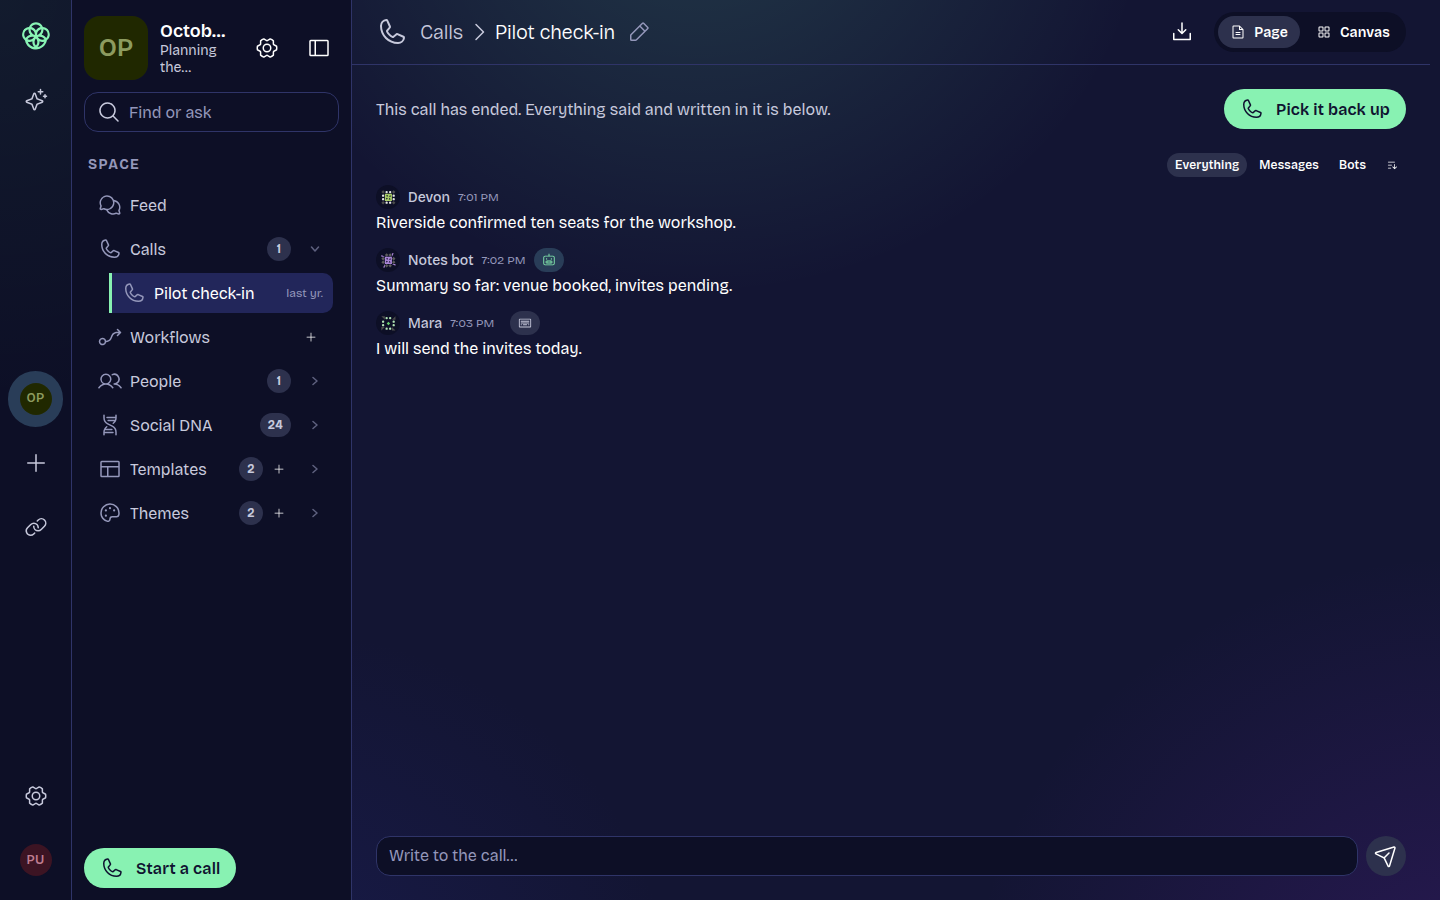 OP
Octob...
Planning
the...
Find or ask
SPACE
Feed
Calls
1
Pilot check-in
last yr.
Workflows
People
1
Social DNA
24
Templates
2
Themes
2
Start a call
OP
PU
Calls
Pilot check-in
Page
Canvas
This call has ended. Everything said and written in it is below.
Pick it back up
Everything
Messages
Bots
Devon 7:01 PM
Riverside confirmed ten seats for the workshop.
Notes bot 7:02 PM
Summary so far: venue booked, invites pending.
Mara 7:03 PM
I will send the invites today.
Write to the call...